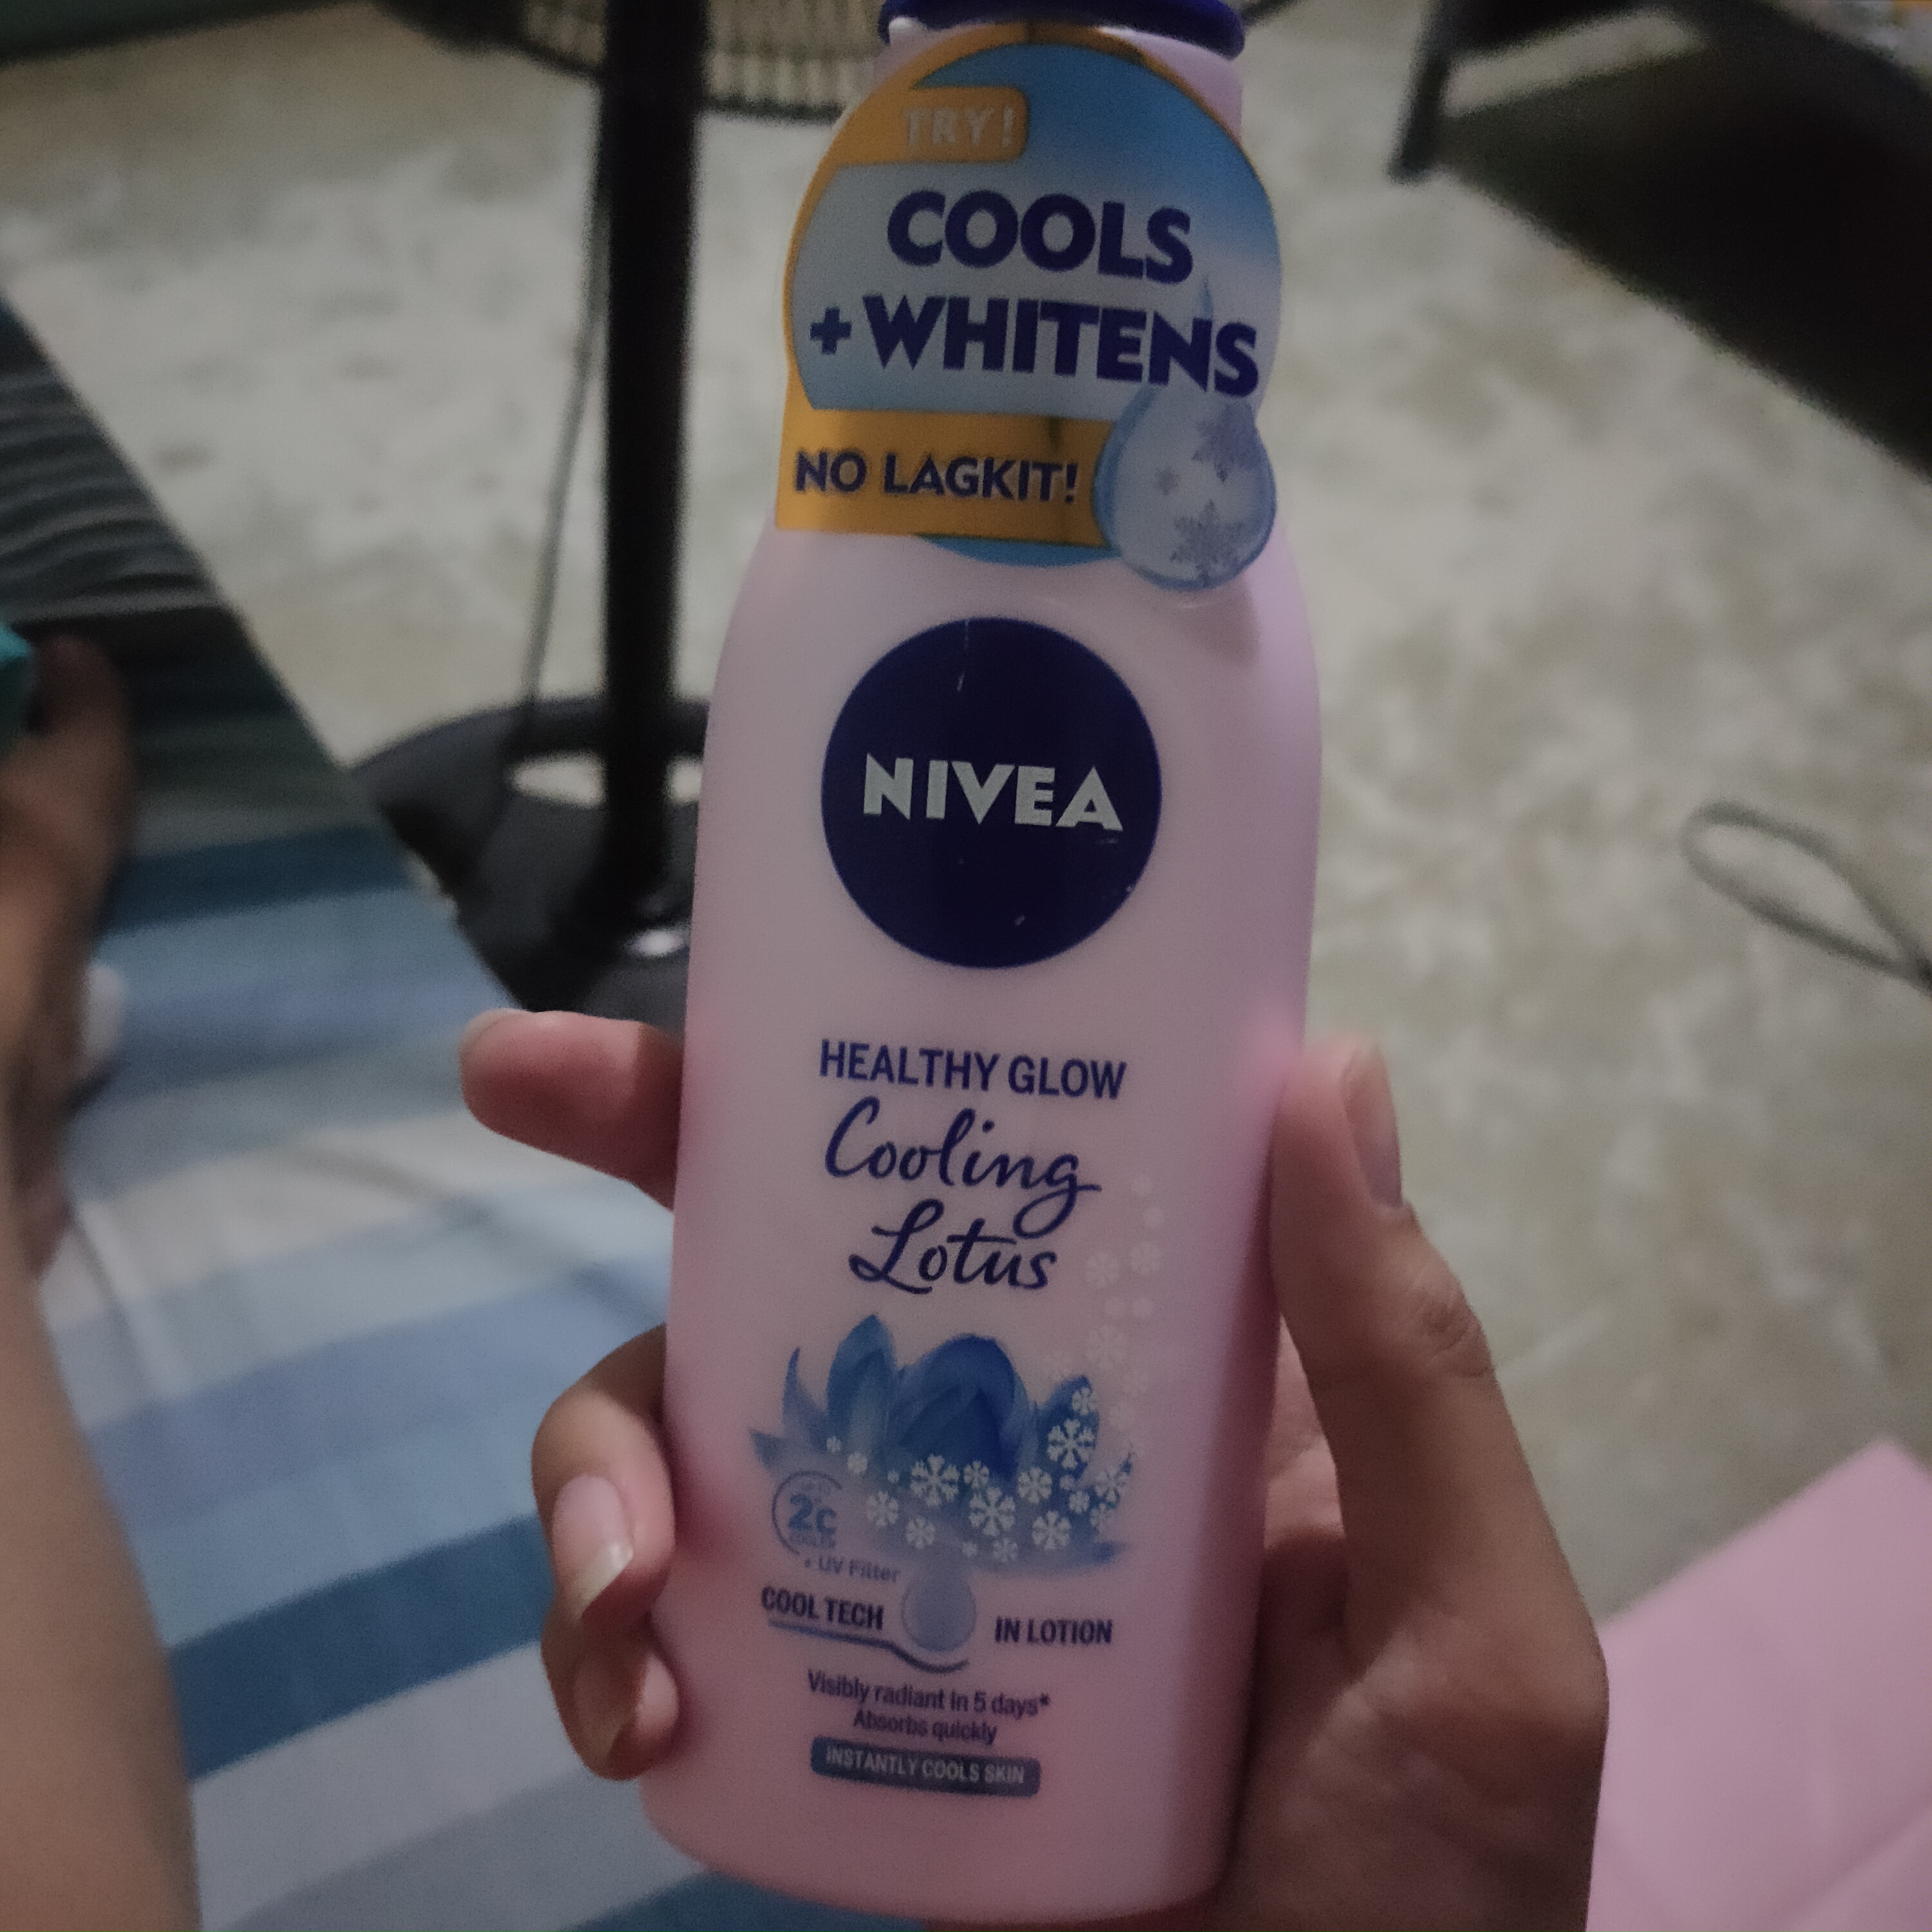 TRY!
COOLS
+WHITENS
NO LAGKIT!
NIVEA
HEALTHY GLOW
Cooling
Lotus
2c
+ UV Filter
COOL TECH IN LOTION
Visibly radiant in 5 days*
Absorbs quickly
INSTANTLY COOLS SKIN